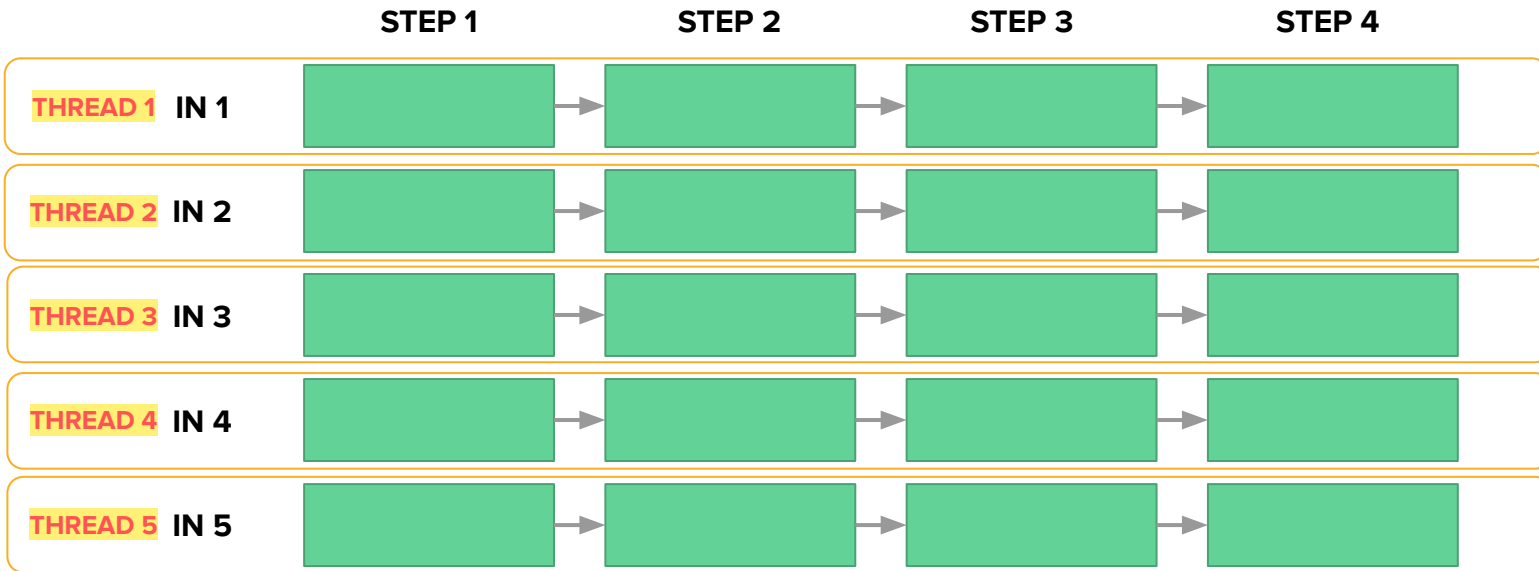 STEP 1 STEP 2 STEP 3 STEP 4
THREAD 1 IN 1
THREAD 2 IN 2
THREAD 3 IN 3
THREAD 4 IN 4
THREAD 5 IN 5